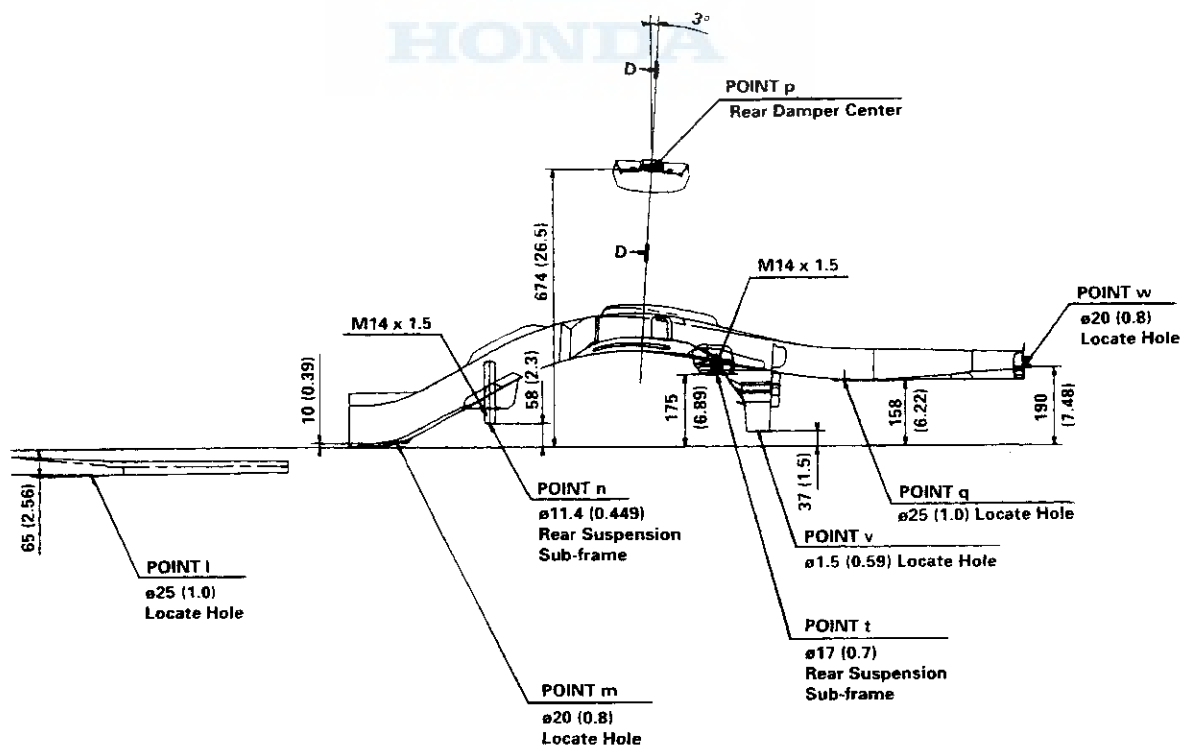 HONDA
3°
D
POINT p
Rear Damper Center
674 (26.5)
D
M14 x 1.5
POINT w
ø20 (0.8)
Locate Hole
M14 x 1.5
10 (0.39)
58 (2.3)
175
(6.89)
158
(6.22)
190
(7.48)
37 (1.5)
65 (2.56)
POINT n
ø11.4 (0.449)
Rear Suspension
Sub-frame
POINT q
ø25 (1.0) Locate Hole
POINT v
ø1.5 (0.59) Locate Hole
POINT l
ø25 (1.0)
Locate Hole
POINT t
ø17 (0.7)
Rear Suspension
Sub-frame
POINT m
ø20 (0.8)
Locate Hole